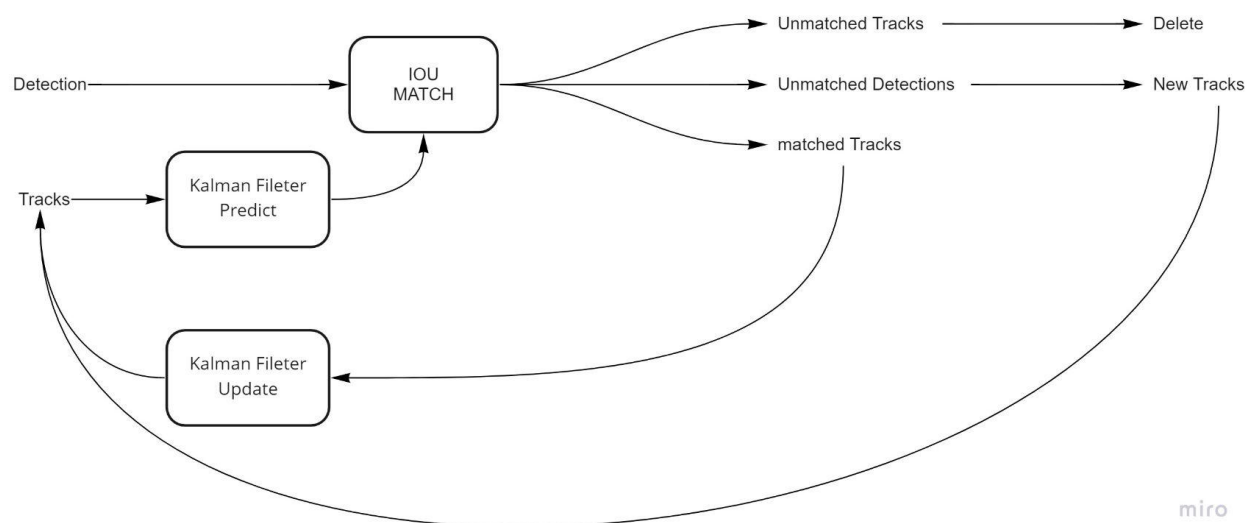 Unmatched Tracks
Delete
IOU
MATCH
Detection
Unmatched Detections
New Tracks
matched Tracks
Kalman Fileter
Predict
Tracks
Kalman Fileter
Update
miro